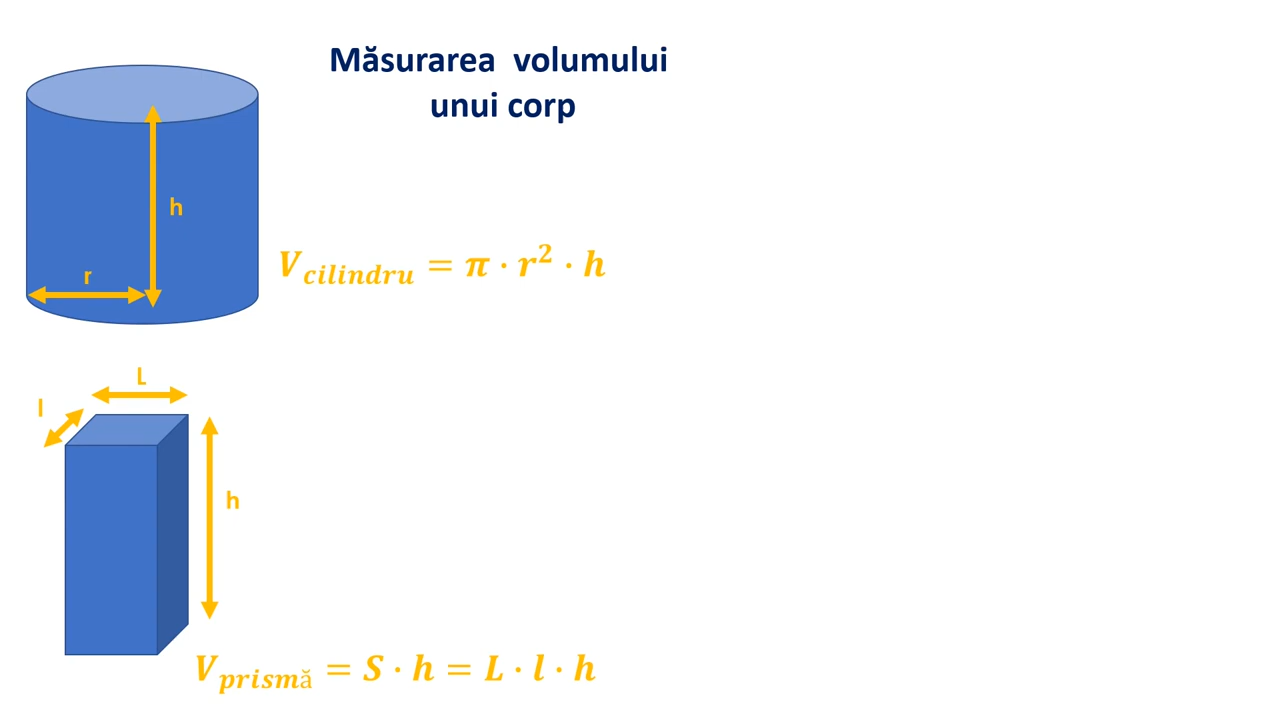 Măsurarea volumului
unui corp
h
r
V_cilindru = π · r² · h
L
l
h
V_prismă = S · h = L · l · h